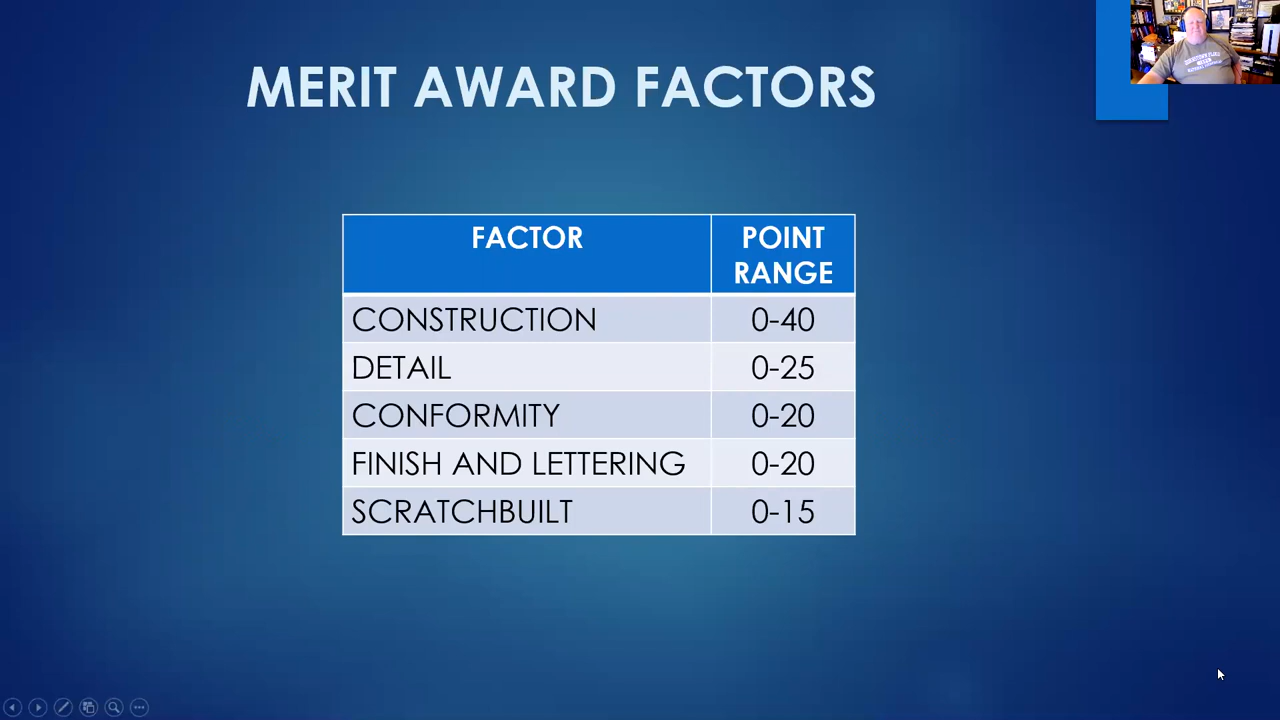 MERIT AWARD FACTORS
FACTOR
POINT
RANGE
CONSTRUCTION 0-40
DETAIL 0-25
CONFORMITY 0-20
FINISH AND LETTERING 0-20
SCRATCHBUILT 0-15